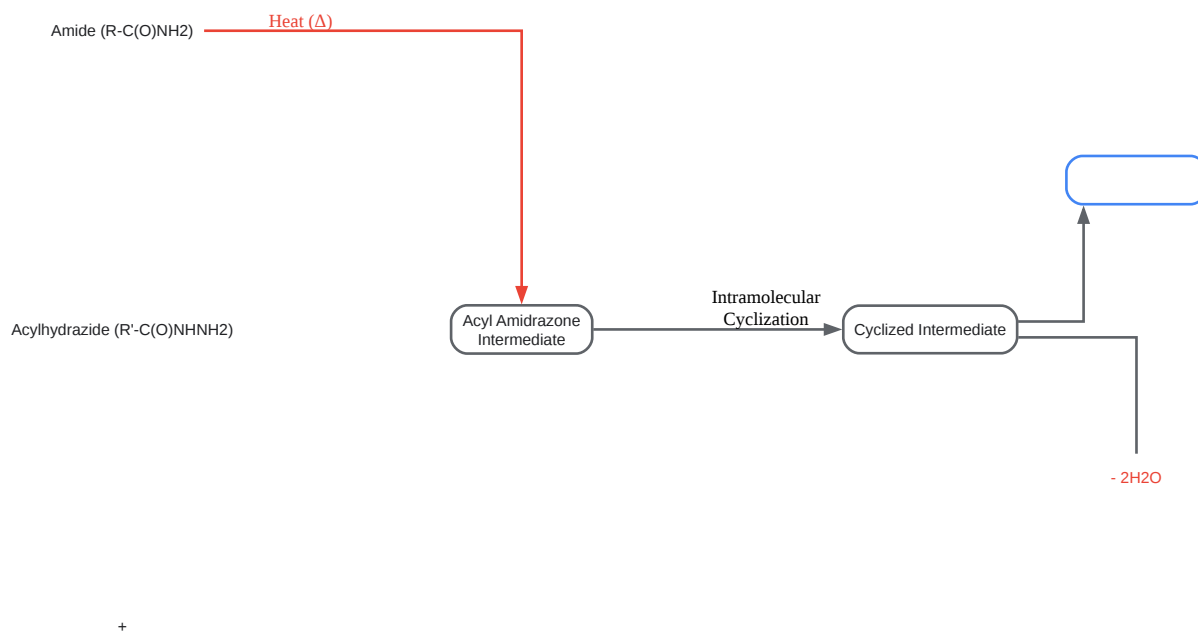 Amide (R-C(O)NH2)
Heat (Δ)
Acylhydrazide (R'-C(O)NHNH2)
Acyl Amidrazone
Intermediate
Intramolecular
Cyclization
Cyclized Intermediate
- 2H2O
+